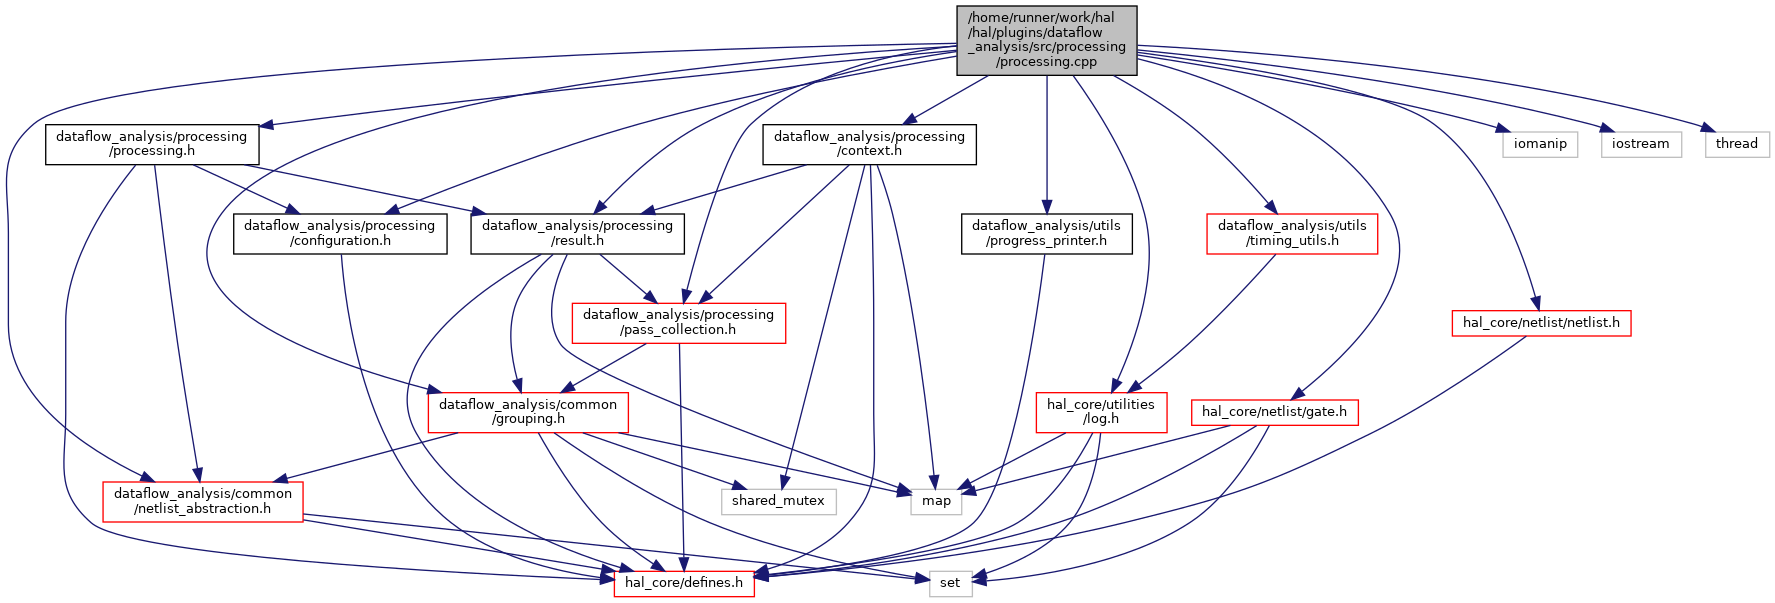 /home/runner/work/hal
/hal/plugins/dataflow
_analysis/src/processing
/processing.cpp
dataflow_analysis/processing
/processing.h
dataflow_analysis/processing
/context.h
iomanip
iostream
thread
dataflow_analysis/processing
/configuration.h
dataflow_analysis/processing
/result.h
dataflow_analysis/utils
/progress_printer.h
dataflow_analysis/utils
/timing_utils.h
dataflow_analysis/processing
/pass_collection.h
hal_core/netlist/netlist.h
dataflow_analysis/common
/grouping.h
hal_core/utilities
/log.h
hal_core/netlist/gate.h
dataflow_analysis/common
/netlist_abstraction.h
shared_mutex
map
hal_core/defines.h
set